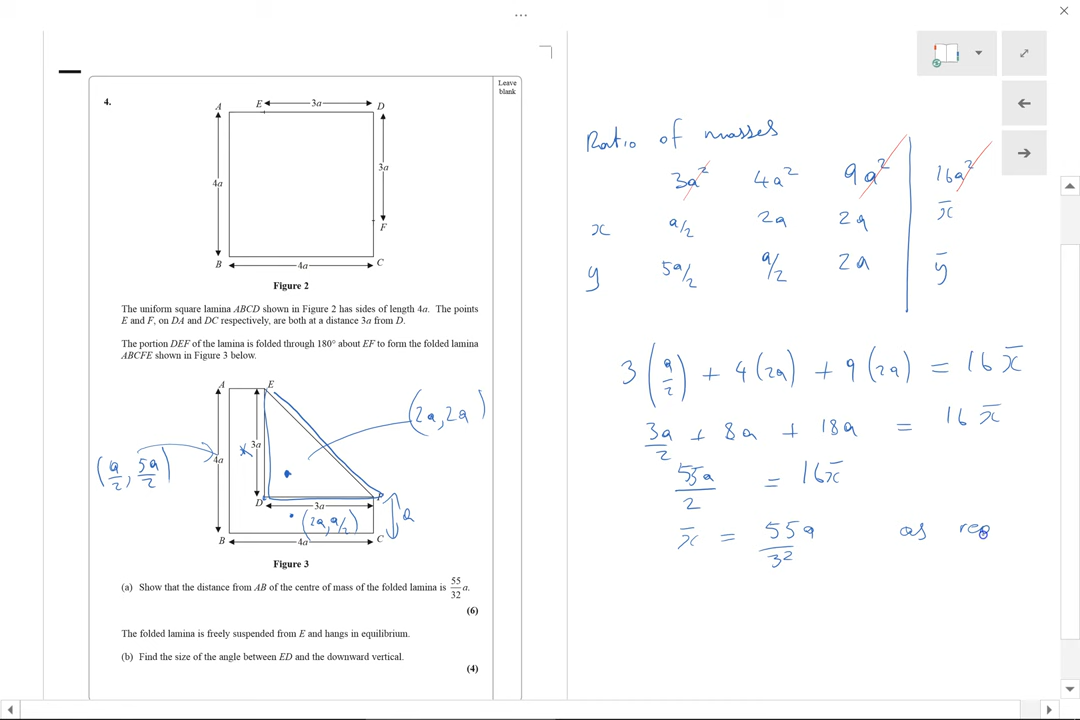 Leave
blank
4.
A E 3a D
3a
4a
F
B 4a C
Figure 2
The uniform square lamina ABCD shown in Figure 2 has sides of length 4a. The points
E and F, on DA and DC respectively, are both at a distance 3a from D.
The portion DEF of the lamina is folded through 180° about EF to form the folded lamina
ABCFE shown in Figure 3 below.
A E
(2a, 2a)
3a
4a
(a/2, 5a/2)
D 3a
(2a, a/2) a
B 4a C
Figure 3
(a) Show that the distance from AB of the centre of mass of the folded lamina is 55/32 a.
(6)
The folded lamina is freely suspended from E and hangs in equilibrium.
(b) Find the size of the angle between ED and the downward vertical.
(4)
Ratio of masses
3a² 4a² 9a² 16a²
x a/2 2a 2a x̄
y 5a/2 a/2 2a ȳ
3(a/2) + 4(2a) + 9(2a) = 16x̄
3a/2 + 8a + 18a = 16x̄
55a/2 = 16x̄
x̄ = 55a/32 as req